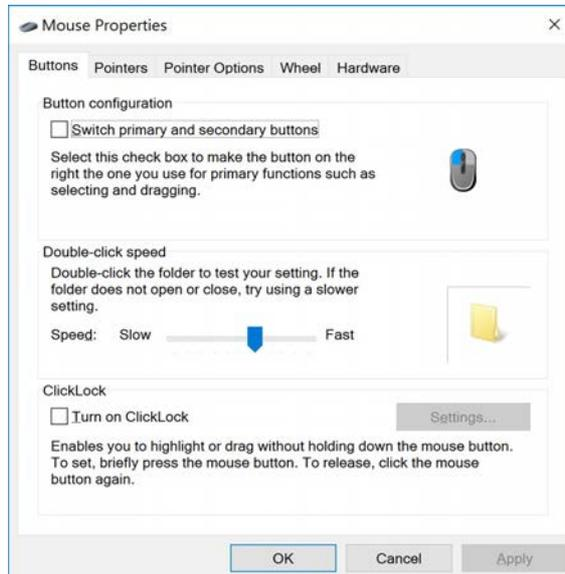 Mouse Properties
Buttons Pointers Pointer Options Wheel Hardware
Button configuration
Switch primary and secondary buttons
Select this check box to make the button on the
right the one you use for primary functions such as
selecting and dragging.
Double-click speed
Double-click the folder to test your setting. If the
folder does not open or close, try using a slower
setting.
Speed: Slow Fast
ClickLock
Turn on ClickLock Settings...
Enables you to highlight or drag without holding down the mouse button.
To set, briefly press the mouse button. To release, click the mouse
button again.
OK Cancel Apply